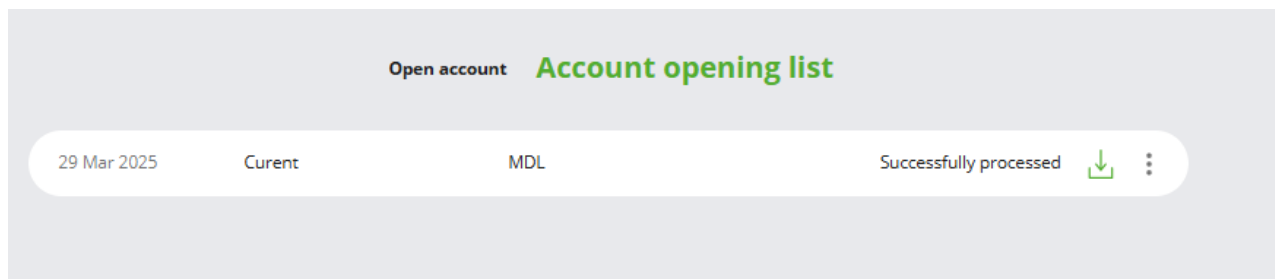 Open account Account opening list
29 Mar 2025 Curent MDL Successfully processed